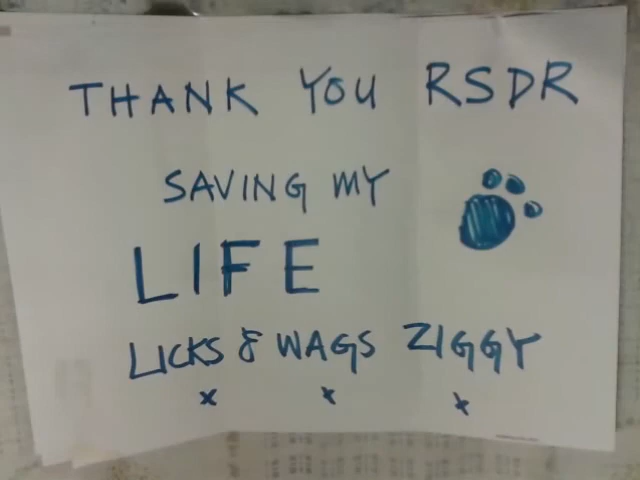 THANK YOU RSDR
SAVING MY
LIFE
LICKS & WAGS ZIGGY
x x x